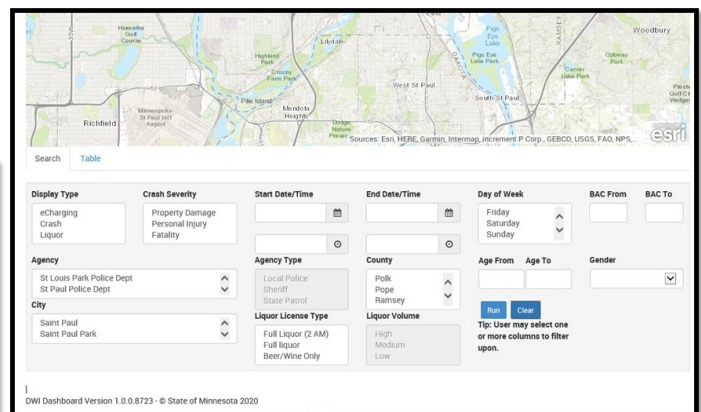 Hiawatha
Golf
Course
35W
Lilydale
Pigs
Eye
Lake
Woodbury
Highland
Park
Pigs Eye
Lake Park
RAMSEY
DAKOTA
Ojibway
Park
Crosby
Farm Park
Carver
Lake Park
West St Paul
Pike Island
South St Paul
Mendota
Heights
Minneapolis-
St Paul Int'l
Airport
Richfield
Dodge
Nature
Preser
Sources: Esri, HERE, Garmin, Intermap, increment P Corp., GEBCO, USGS, FAO, NPS,
esri
Search Table
Display Type Crash Severity Start Date/Time End Date/Time Day of Week BAC From BAC To
eCharging Property Damage Friday
Crash Personal Injury Saturday
Liquor Fatality Sunday
Agency Agency Type County Age From Age To Gender
St Louis Park Police Dept Local Police Polk
St Paul Police Dept Sheriff Pope
State Patrol Ramsey
City Liquor License Type Liquor Volume Run Clear
Saint Paul Full Liquor (2 AM) High Tip: User may select one
Saint Paul Park Full liquor Medium or more columns to filter
Beer/Wine Only Low upon.
]
DWI Dashboard Version 1.0.0.8723 - © State of Minnesota 2020